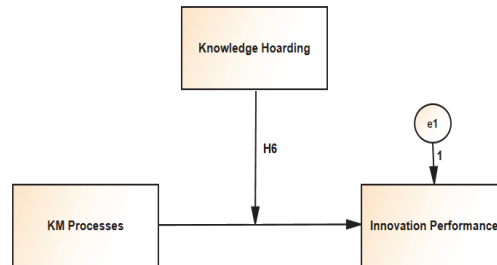 Knowledge Hoarding
e1
H6
1
KM Processes
Innovation Performance